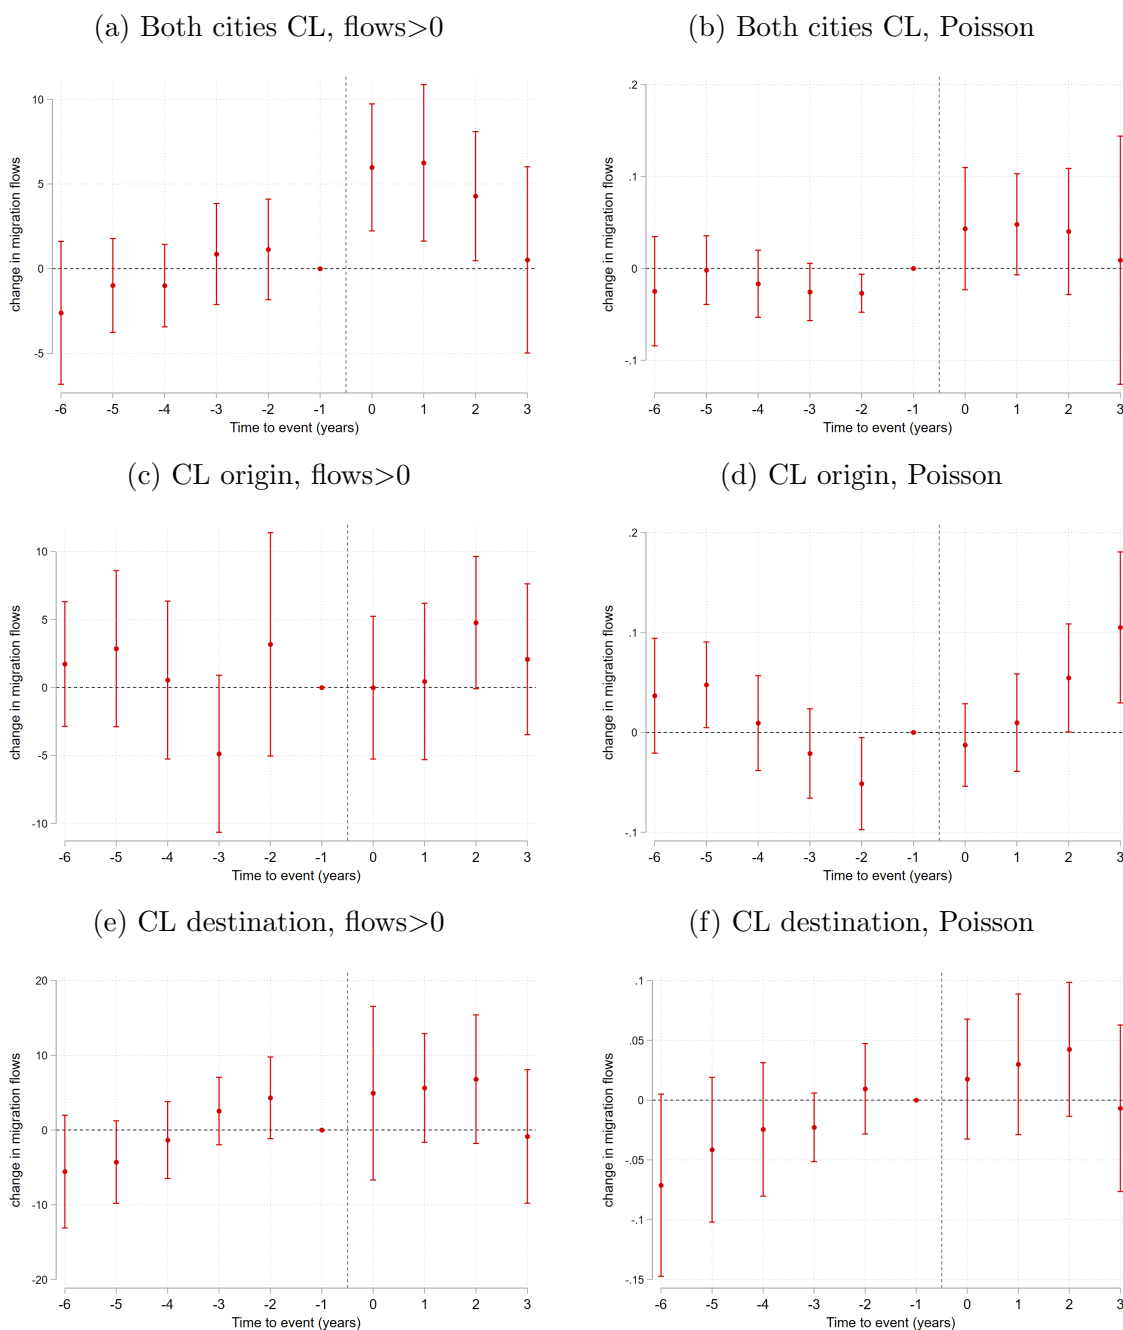 (a) Both cities CL, flows>0
change in migration flows
10
5
0
-5
-6 -5 -4 -3 -2 -1 0 1 2 3
Time to event (years)
(b) Both cities CL, Poisson
change in migration flows
.2
.1
0
-.1
-6 -5 -4 -3 -2 -1 0 1 2 3
Time to event (years)
(c) CL origin, flows>0
change in migration flows
10
5
0
-5
-10
-6 -5 -4 -3 -2 -1 0 1 2 3
Time to event (years)
(d) CL origin, Poisson
change in migration flows
.2
.1
0
-.1
-6 -5 -4 -3 -2 -1 0 1 2 3
Time to event (years)
(e) CL destination, flows>0
change in migration flows
20
10
0
-10
-20
-6 -5 -4 -3 -2 -1 0 1 2 3
Time to event (years)
(f) CL destination, Poisson
change in migration flows
.1
.05
0
-.05
-.1
-.15
-6 -5 -4 -3 -2 -1 0 1 2 3
Time to event (years)